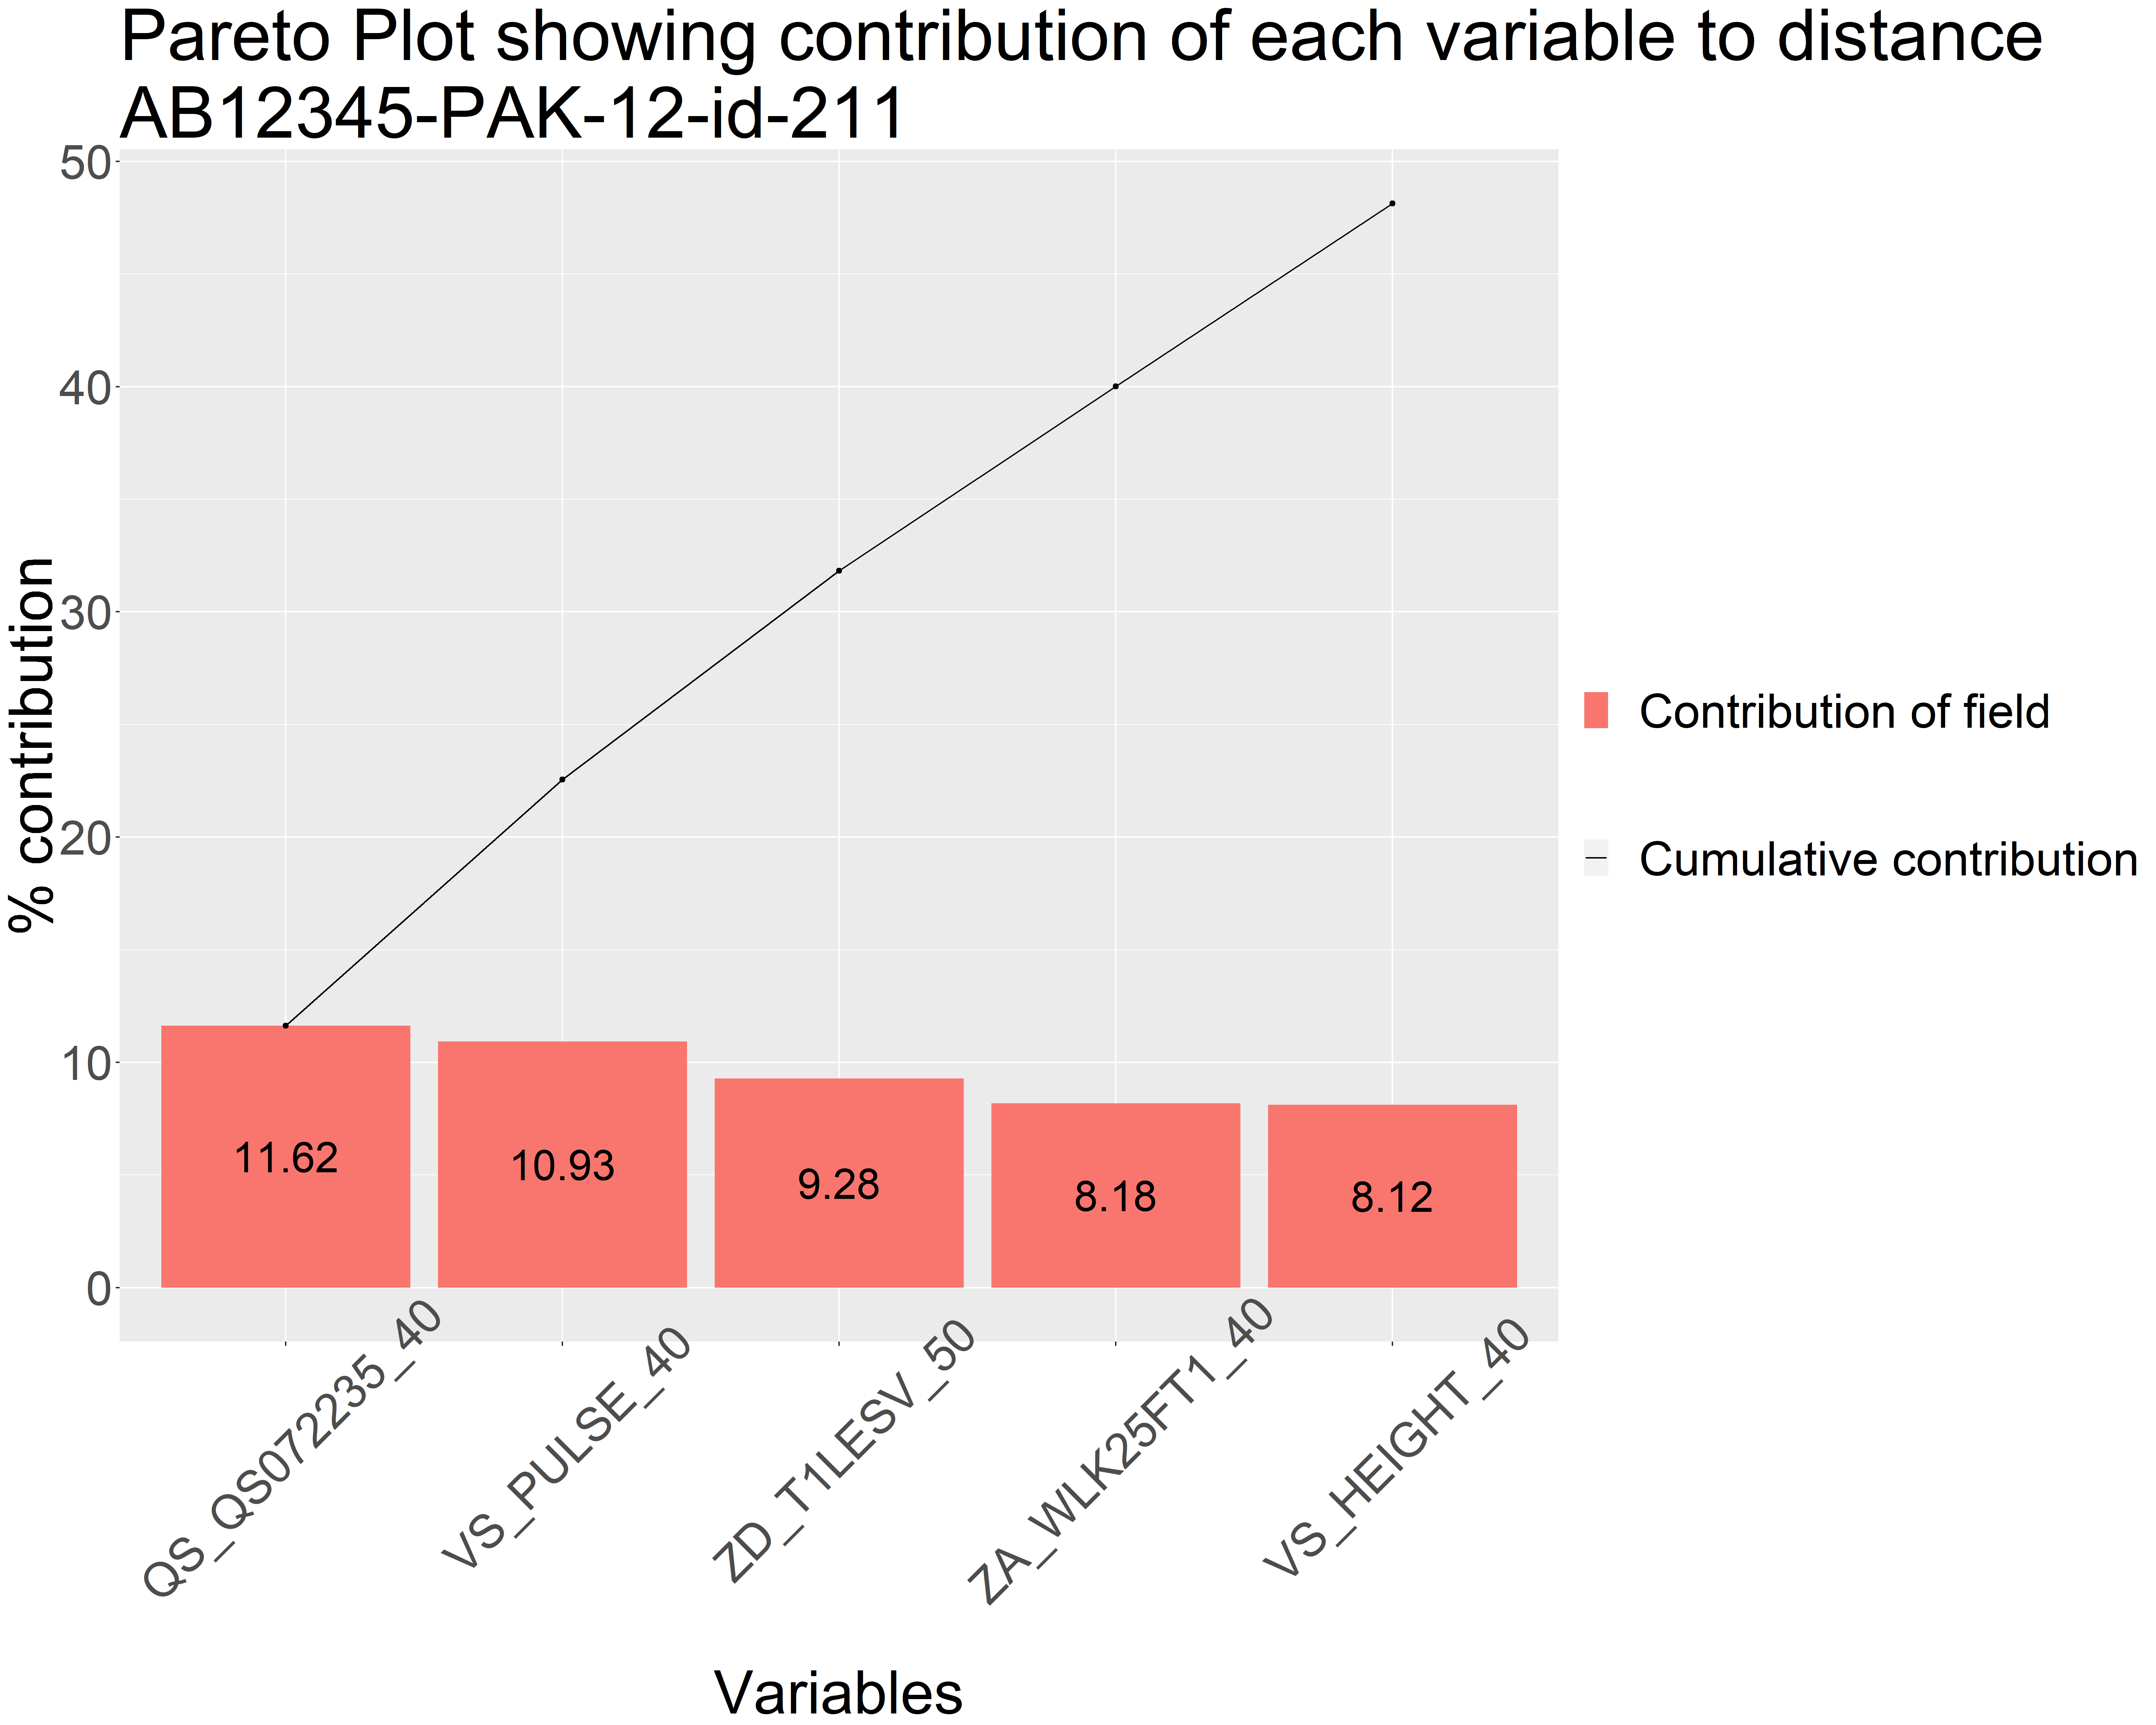 Pareto Plot showing contribution of each variable to distance
AB12345-PAK-12-id-211
50
40
30
20
10
0
% contribution
11.62
10.93
9.28
8.18
8.12
QS_QS072235_40
VS_PULSE_40
ZD_T1LESV_50
ZA_WLK25FT1_40
VS_HEIGHT_40
Variables
Contribution of field
Cumulative contribution